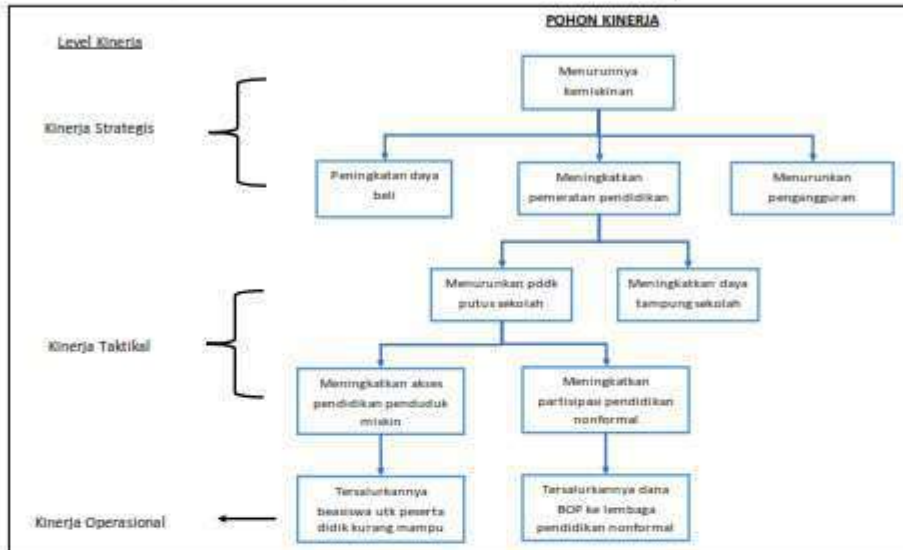 POHON KINERJA
Level Kinerja
Menurunnya
kemiskinan
Kinerja Strategis
Peningkatan daya
beli
Meningkatkan
pemeratan pendidikan
Menurunkan
pengangguran
Menurunkan pddk
putus sekolah
Meningkatkan daya
tampung sekolah
Kinerja Taktikal
Meningkatkan akses
pendidikan penduduk
miskin
Meningkatkan
partisipasi pendidikan
nonformal
Tersalurkannya
beasiswa utk peserta
didik kurang mampu
Tersalurkannya dana
BOP ke lembaga
pendidikan nonformal
Kinerja Operasional